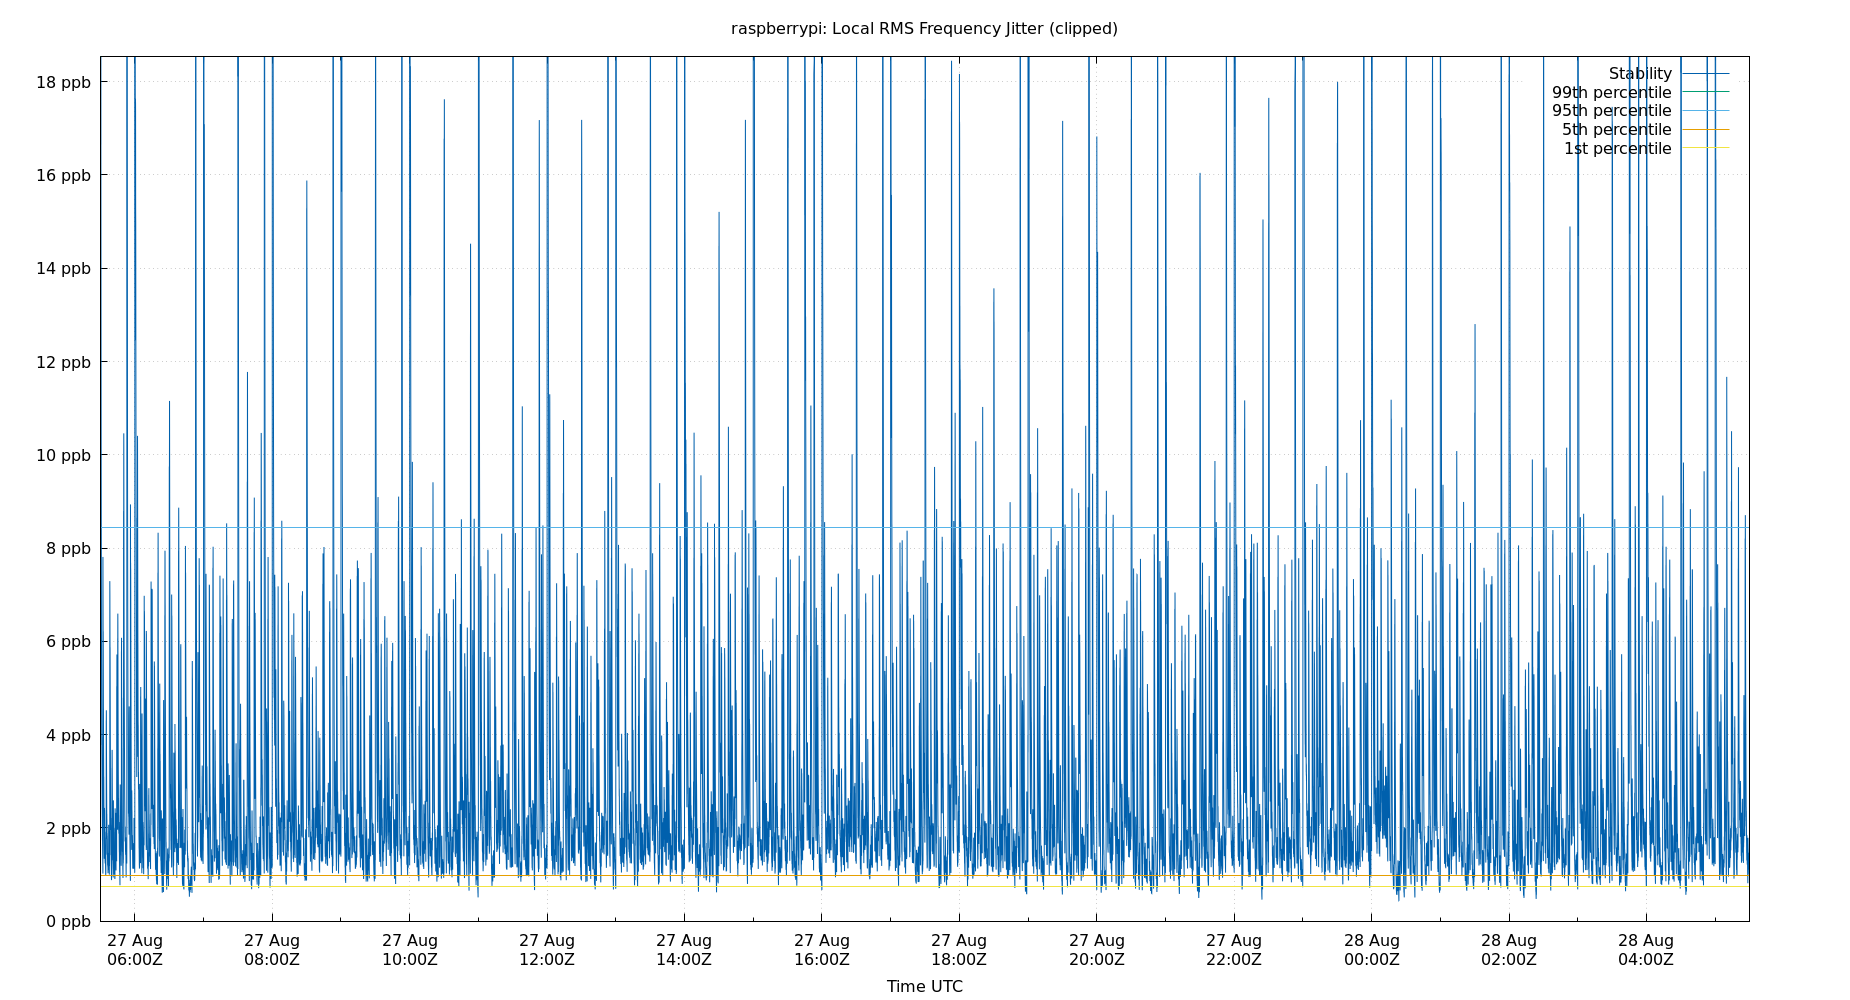 raspberrypi: Local RMS Frequency Jitter (clipped)
Stability
99th percentile
95th percentile
5th percentile
1st percentile
18 ppb
16 ppb
14 ppb
12 ppb
10 ppb
8 ppb
6 ppb
4 ppb
2 ppb
0 ppb
27 Aug 27 Aug 27 Aug 27 Aug 27 Aug 27 Aug 27 Aug 27 Aug 27 Aug 28 Aug 28 Aug 28 Aug
06:00Z 08:00Z 10:00Z 12:00Z 14:00Z 16:00Z 18:00Z 20:00Z 22:00Z 00:00Z 02:00Z 04:00Z
Time UTC